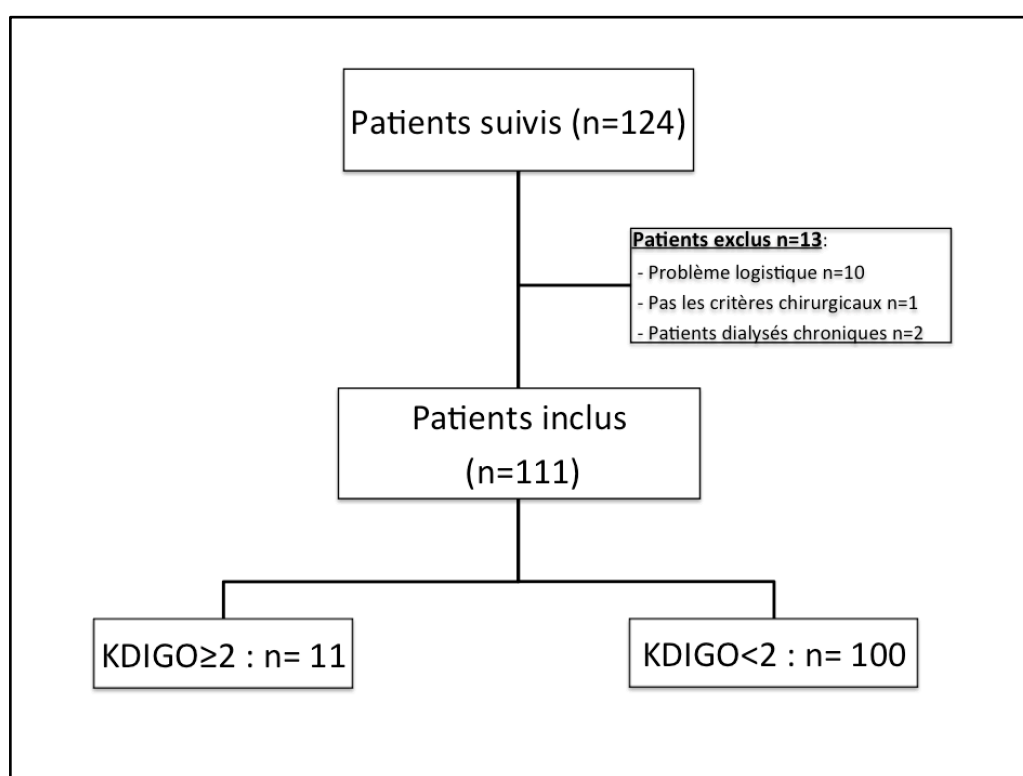 Patients suivis (n=124)
Patients exclus n=13:
- Problème logistique n=10
- Pas les critères chirurgicaux n=1
- Patients dialysés chroniques n=2
Patients inclus
(n=111)
KDIGO≥2 : n= 11
KDIGO<2 : n= 100